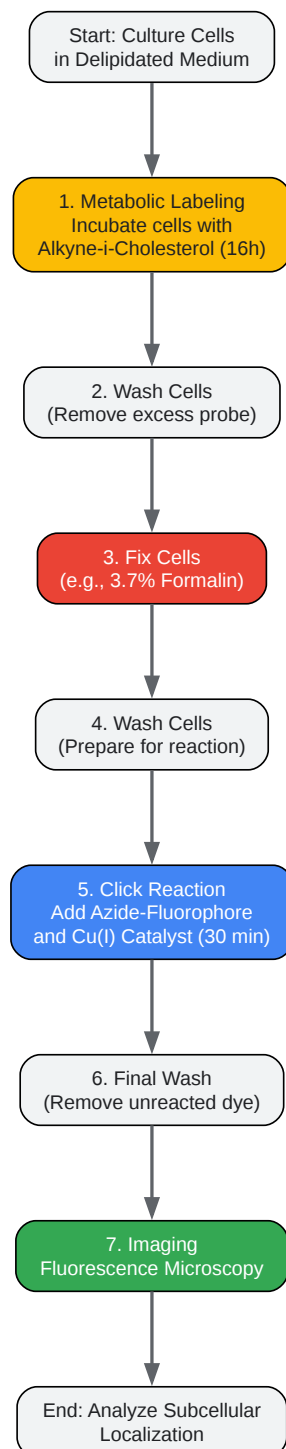 Start: Culture Cells
in Delipidated Medium
1. Metabolic Labeling
Incubate cells with
Alkyne-i-Cholesterol (16h)
2. Wash Cells
(Remove excess probe)
3. Fix Cells
(e.g., 3.7% Formalin)
4. Wash Cells
(Prepare for reaction)
5. Click Reaction
Add Azide-Fluorophore
and Cu(I) Catalyst (30 min)
6. Final Wash
(Remove unreacted dye)
7. Imaging
Fluorescence Microscopy
End: Analyze Subcellular
Localization